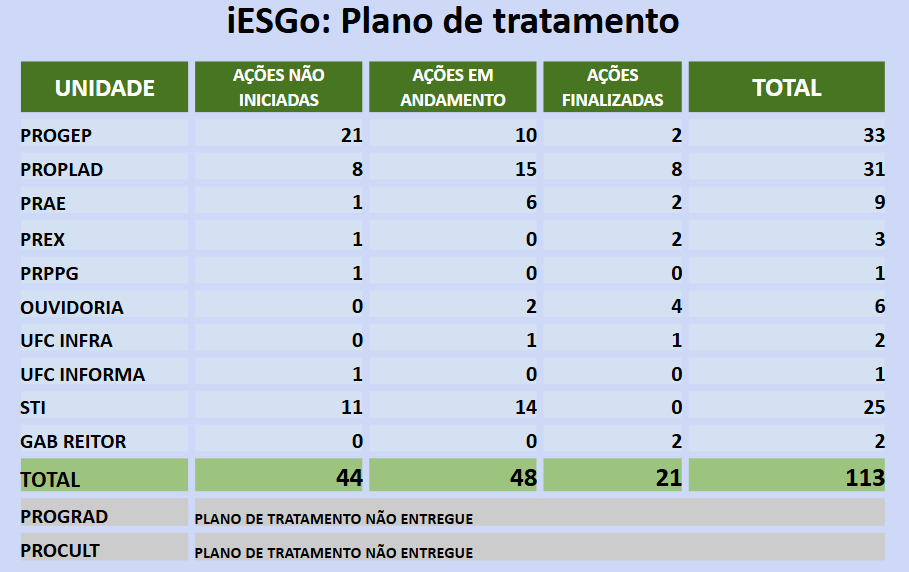 iESGo: Plano de tratamento
UNIDADE AÇÕES NÃO INICIADAS AÇÕES EM ANDAMENTO AÇÕES FINALIZADAS TOTAL
PROGEP 21 10 2 33
PROPLAD 8 15 8 31
PRAE 1 6 2 9
PREX 1 0 2 3
PRPPG 1 0 0 1
OUVIDORIA 0 2 4 6
UFC INFRA 0 1 1 2
UFC INFORMA 1 0 0 1
STI 11 14 0 25
GAB REITOR 0 0 2 2
TOTAL 44 48 21 113
PROGRAD PLANO DE TRATAMENTO NÃO ENTREGUE
PROCULT PLANO DE TRATAMENTO NÃO ENTREGUE